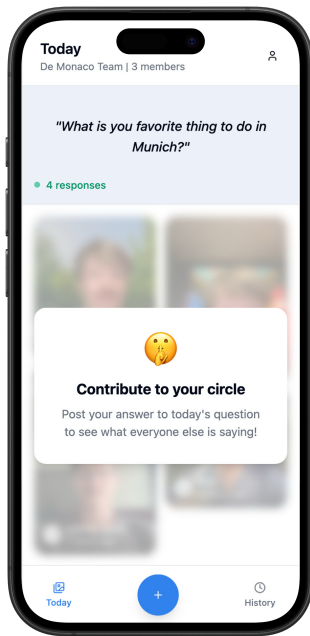 Today
De Monaco Team | 3 members
"What is you favorite thing to do in
Munich?"
4 responses
Contribute to your circle
Post your answer to today's question
to see what everyone else is saying!
Today
+
History